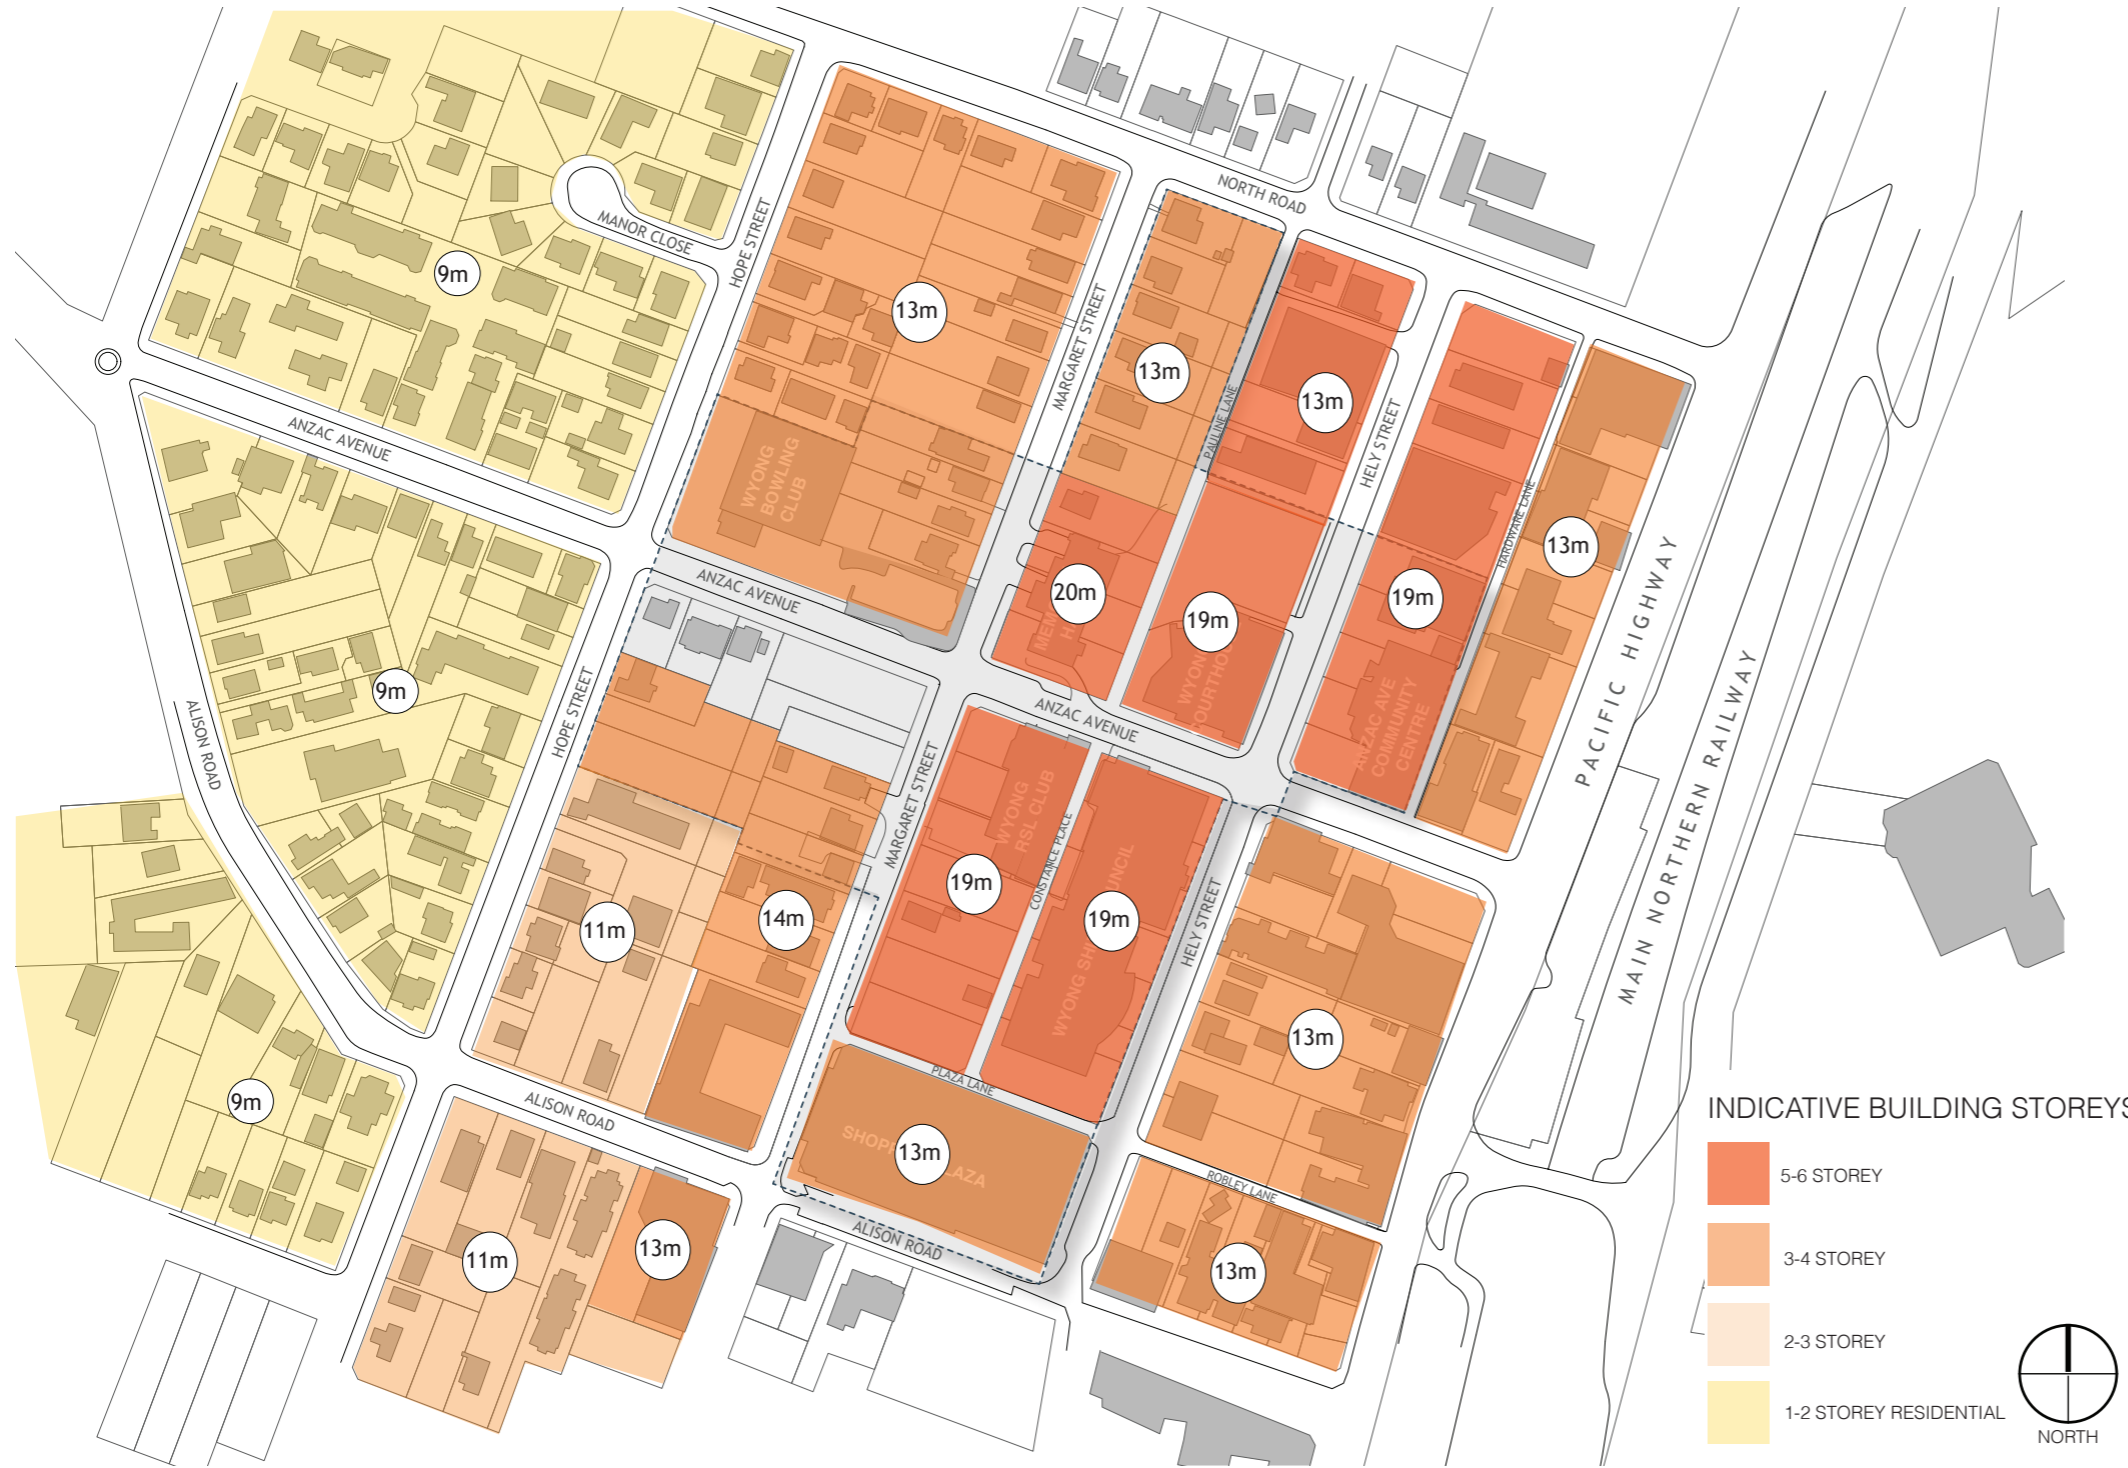 NORTH ROAD
MANOR CLOSE
HOPE STREET
9m
13m
MARGARET STREET
13m
PAULINE LANE
13m
HELY STREET
ANZAC AVENUE
WYONG
BOWLING
CLUB
HARDWARE LANE
13m
PACIFIC HIGHWAY
ANZAC AVENUE
20m
19m
19m
WYONG
ANZAC AVE
COMMUNITY
CENTRE
MAIN NORTHERN RAILWAY
9m
ALISON ROAD
HOPE STREET
ANZAC AVENUE
MARGARET STREET
WYONG
RSL CLUB
CONSTANCE PLACE
19m
19m
HELY STREET
11m
14m
13m
9m
PLAZA LANE
ALISON ROAD
13m
ROBLEY LANE
ALISON ROAD
11m
13m
13m
INDICATIVE BUILDING STOREYS
5-6 STOREY
3-4 STOREY
2-3 STOREY
1-2 STOREY RESIDENTIAL
NORTH